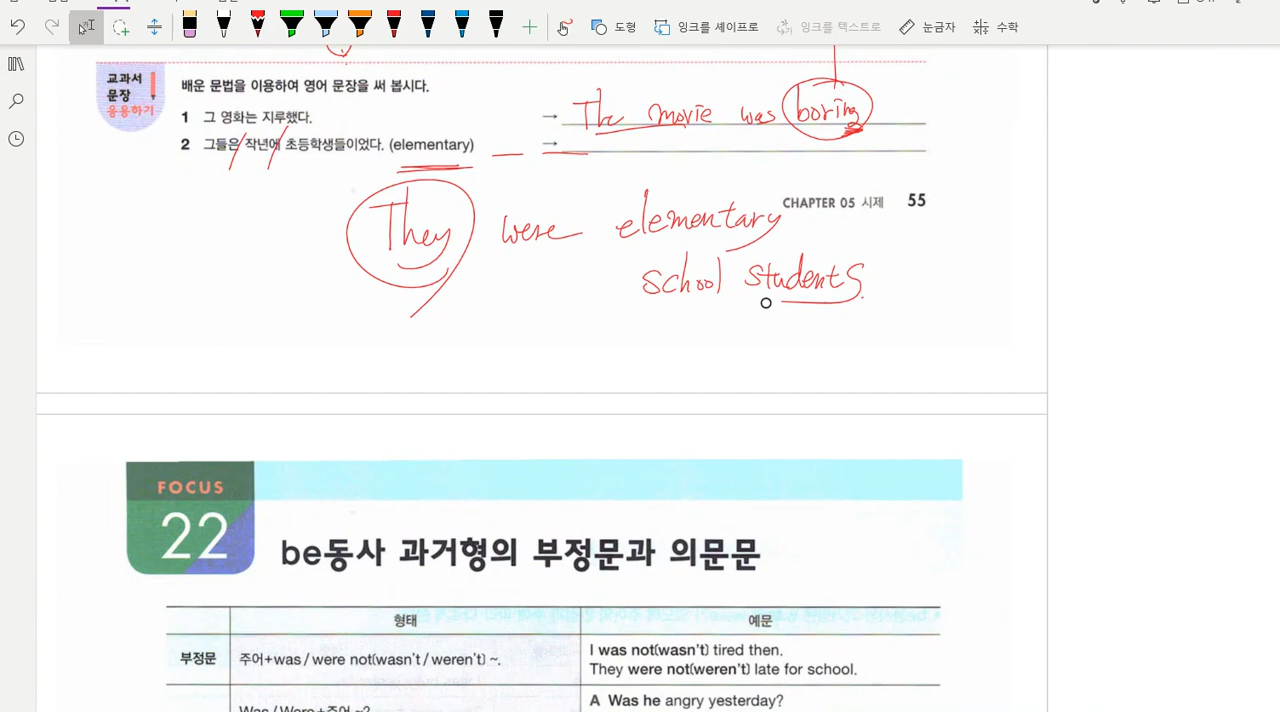 도형 잉크를 셰이프로 잉크를 텍스트로 눈금자 수학
교과서
문장
응용하기
배운 문법을 이용하여 영어 문장을 써 봅시다.
1 그 영화는 지루했다. → The movie was boring
2 그들은 작년에 초등학생들이었다. (elementary) →
CHAPTER 05 시제 55
They were elementary
school students.
FOCUS
22
be동사 과거형의 부정문과 의문문
형태 예문
부정문 주어+was / were not(wasn't / weren't) ~. I was not(wasn't) tired then.
They were not(weren't) late for school.
Was / Were+주어 ~? A Was he angry yesterday?